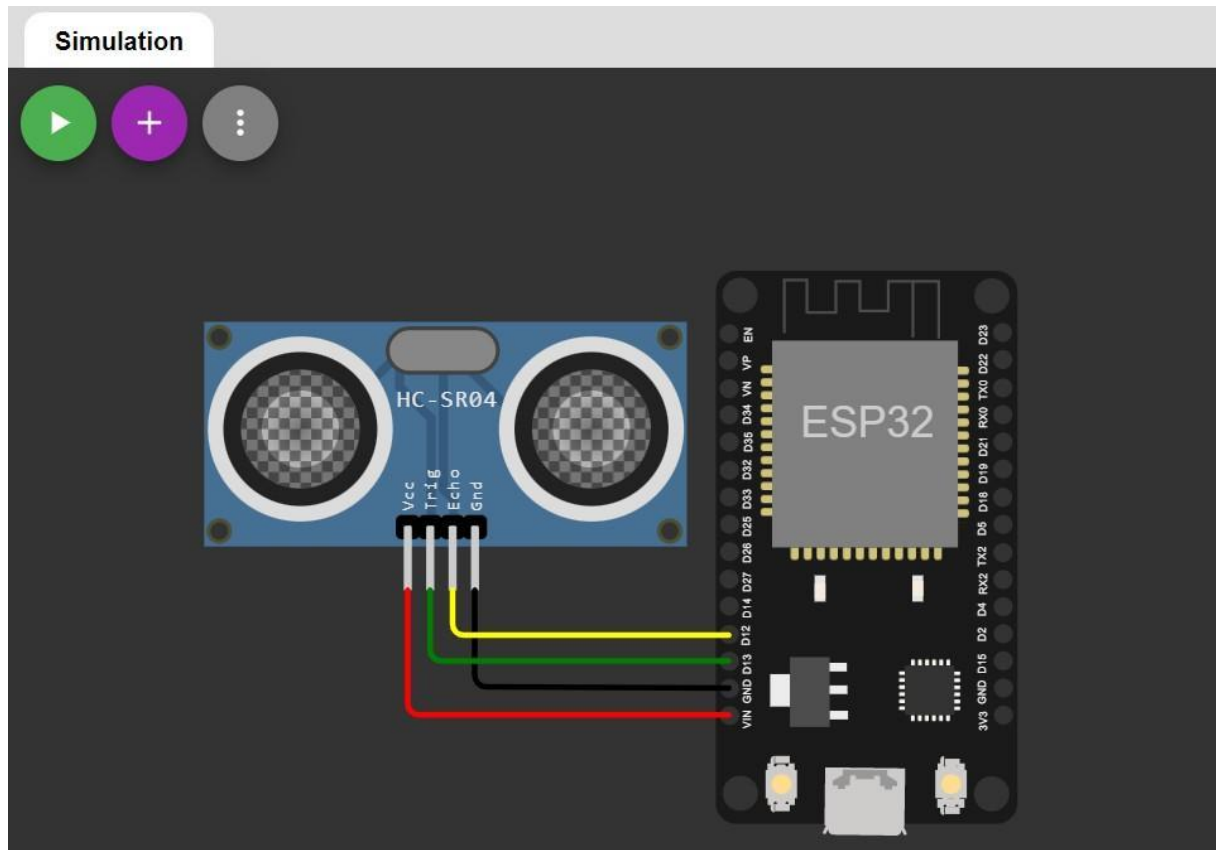 Simulation
HC-SR04
Vcc
Trig
Echo
Gnd
ESP32
EN
VP
VN
D34
D35
D32
D33
D25
D26
D27
D14
D12
D13
GND
VIN
D23
D22
TX0
RX0
D21
D19
D18
D5
TX2
RX2
D4
D2
D15
GND
3V3